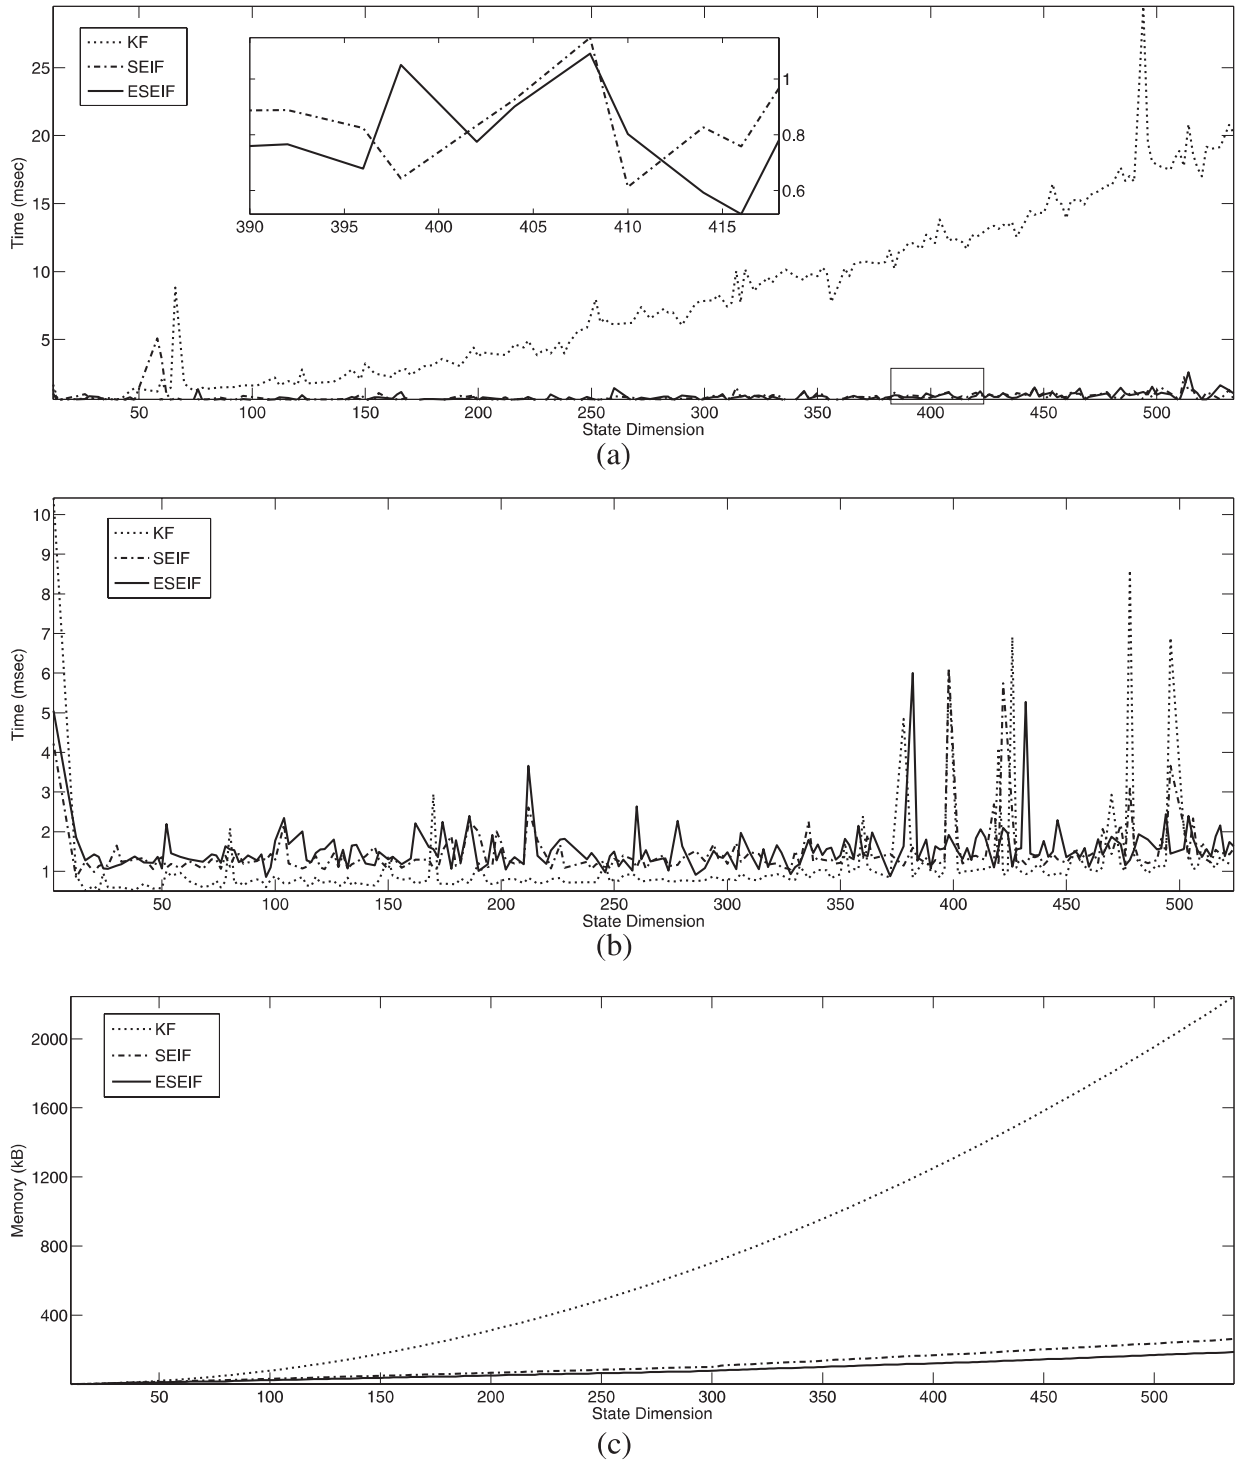 KF
SEIF
ESEIF
25
20
15
10
5
Time (msec)
1
0.8
0.6
390 395 400 405 410 415
50 100 150 200 250 300 350 400 450 500
State Dimension
(a)
KF
SEIF
ESEIF
10
9
8
7
6
5
4
3
2
1
Time (msec)
50 100 150 200 250 300 350 400 450 500
State Dimension
(b)
KF
SEIF
ESEIF
2000
1600
1200
800
400
Memory (kB)
50 100 150 200 250 300 350 400 450 500
State Dimension
(c)